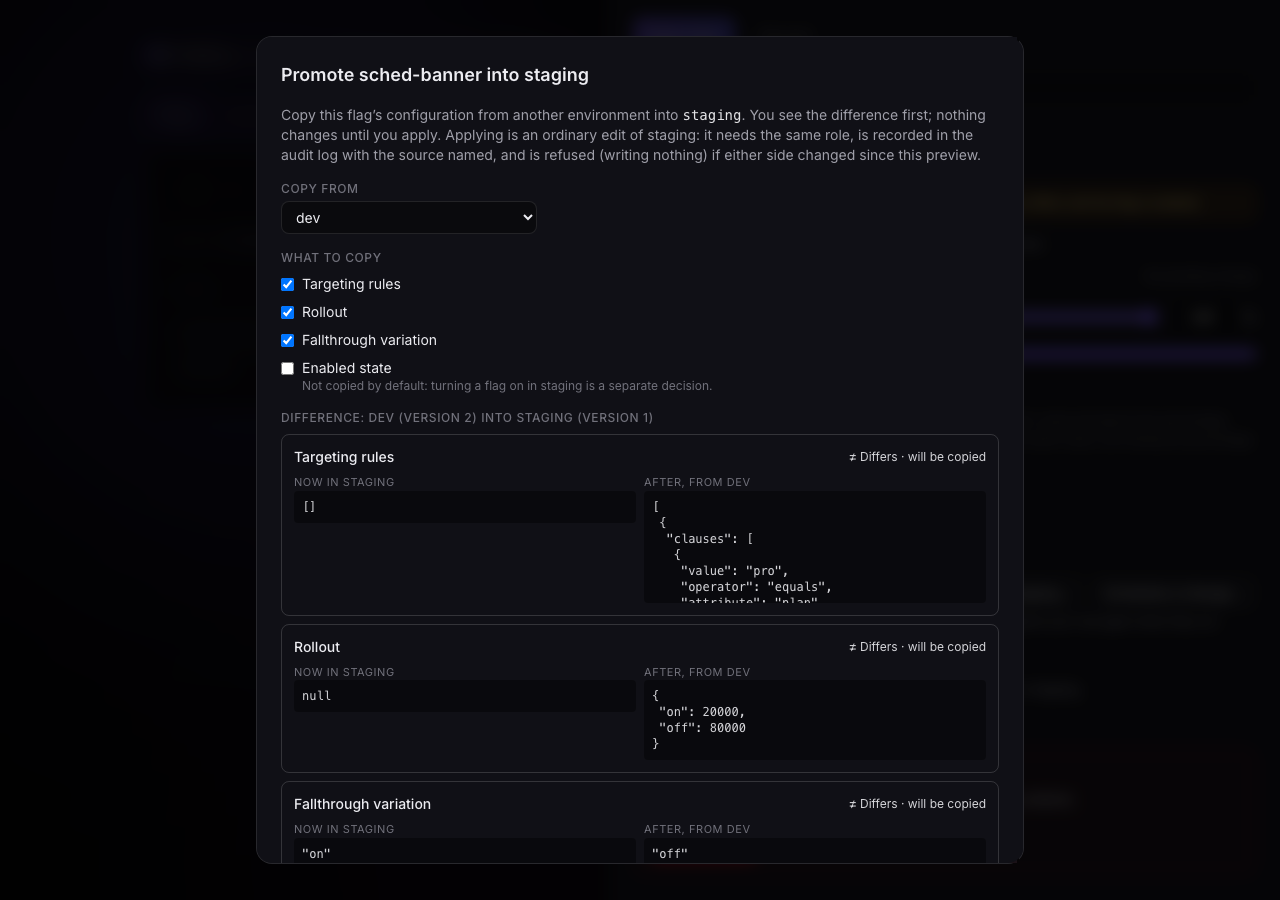 Promote sched-banner into staging
Copy this flag’s configuration from another environment into staging. You see the difference first; nothing
changes until you apply. Applying is an ordinary edit of staging: it needs the same role, is recorded in the
audit log with the source named, and is refused (writing nothing) if either side changed since this preview.
COPY FROM
dev
WHAT TO COPY
Targeting rules
Rollout
Fallthrough variation
Enabled state
Not copied by default: turning a flag on in staging is a separate decision.
DIFFERENCE: DEV (VERSION 2) INTO STAGING (VERSION 1)
Targeting rules
≠ Differs · will be copied
NOW IN STAGING
[]
AFTER, FROM DEV
[
{
"clauses": [
{
"value": "pro",
"operator": "equals",
"attribute": "plan"
Rollout
≠ Differs · will be copied
NOW IN STAGING
null
AFTER, FROM DEV
{
"on": 20000,
"off": 80000
}
Fallthrough variation
≠ Differs · will be copied
NOW IN STAGING
"on"
AFTER, FROM DEV
"off"